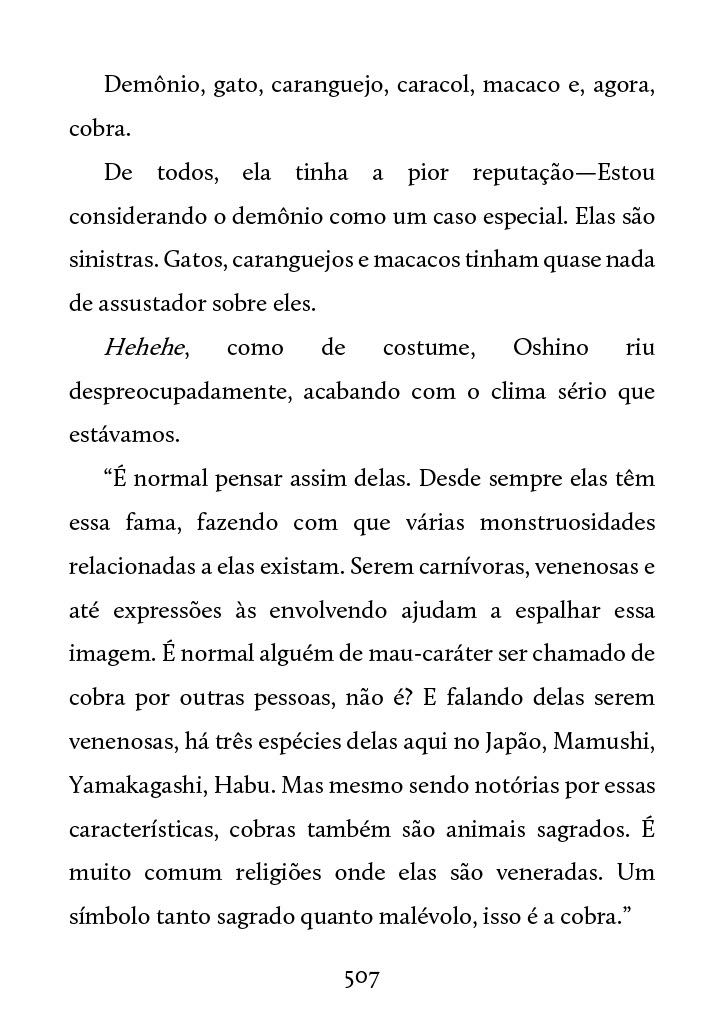 Demônio, gato, caranguejo, caracol, macaco e, agora,
cobra.
De todos, ela tinha a pior reputação—Estou
considerando o demônio como um caso especial. Elas são
sinistras. Gatos, caranguejos e macacos tinham quase nada
de assustador sobre eles.
Hehehe, como de costume, Oshino riu
despreocupadamente, acabando com o clima sério que
estávamos.
“É normal pensar assim delas. Desde sempre elas têm
essa fama, fazendo com que várias monstruosidades
relacionadas a elas existam. Serem carnívoras, venenosas e
até expressões às envolvendo ajudam a espalhar essa
imagem. É normal alguém de mau-caráter ser chamado de
cobra por outras pessoas, não é? E falando delas serem
venenosas, há três espécies delas aqui no Japão, Mamushi,
Yamakagashi, Habu. Mas mesmo sendo notórias por essas
características, cobras também são animais sagrados. É
muito comum religiões onde elas são veneradas. Um
símbolo tanto sagrado quanto malévolo, isso é a cobra.”
507